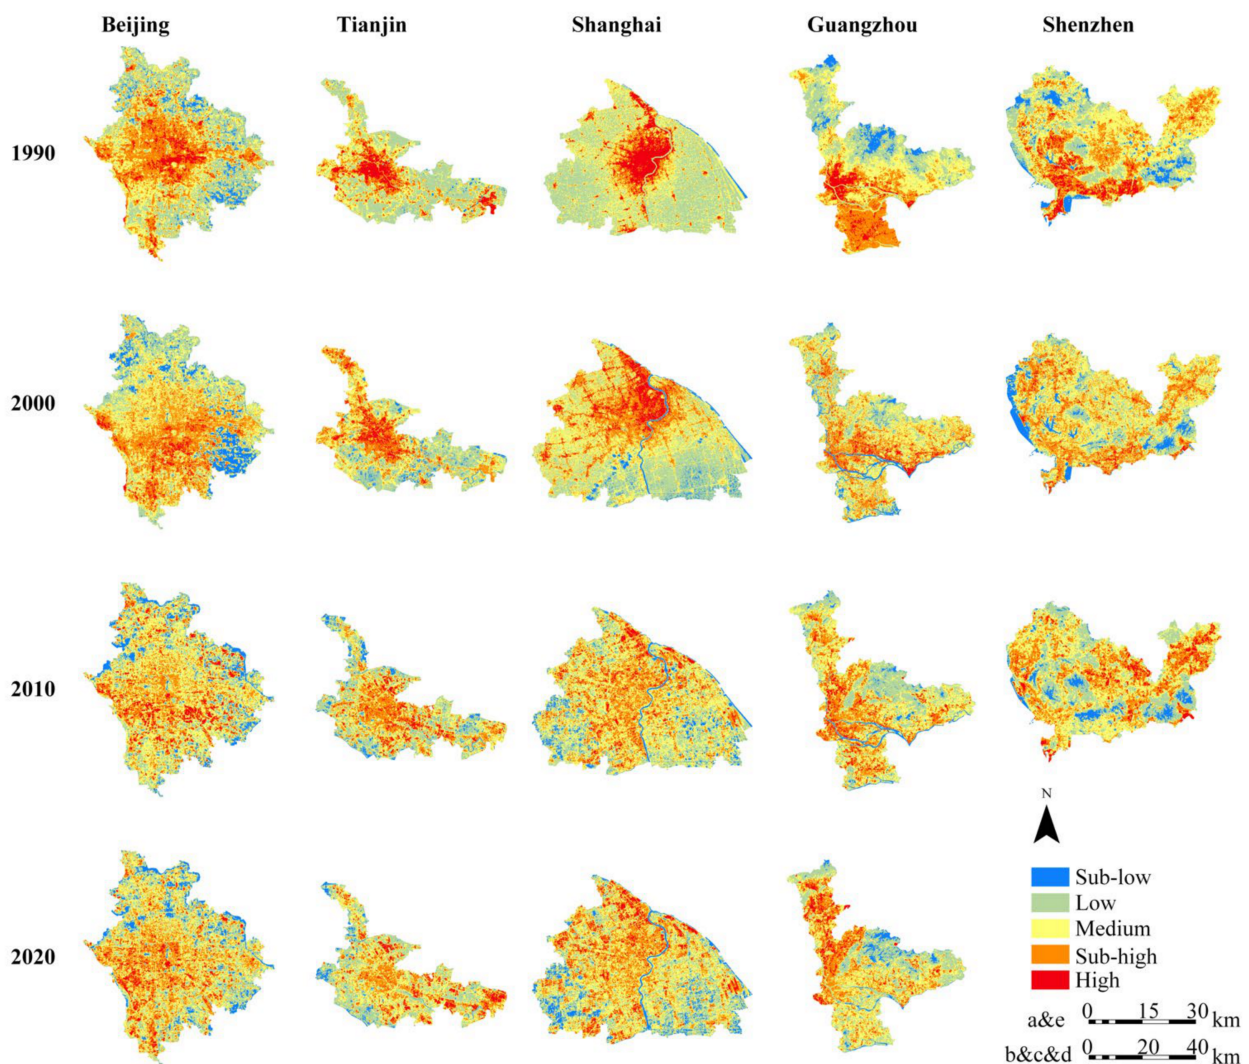 Beijing Tianjin Shanghai Guangzhou Shenzhen
1990
2000
2010
2020
N
Sub-low
Low
Medium
Sub-high
High
a&e 0 15 30 km
b&c&d 0 20 40 km